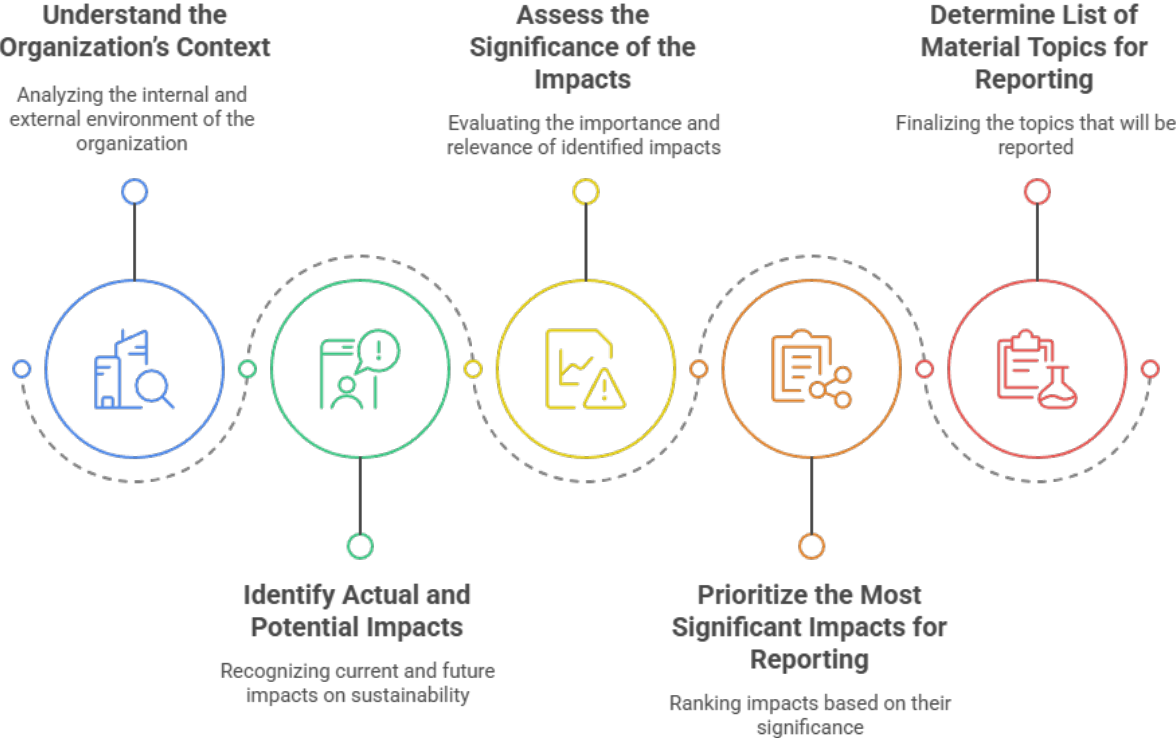 Understand the
Organization's Context
Analyzing the internal and
external environment of the
organization
Identify Actual and
Potential Impacts
Recognizing current and future
impacts on sustainability
Assess the
Significance of the
Impacts
Evaluating the importance and
relevance of identified impacts
Prioritize the Most
Significant Impacts for
Reporting
Ranking impacts based on their
significance
Determine List of
Material Topics for
Reporting
Finalizing the topics that will be
reported